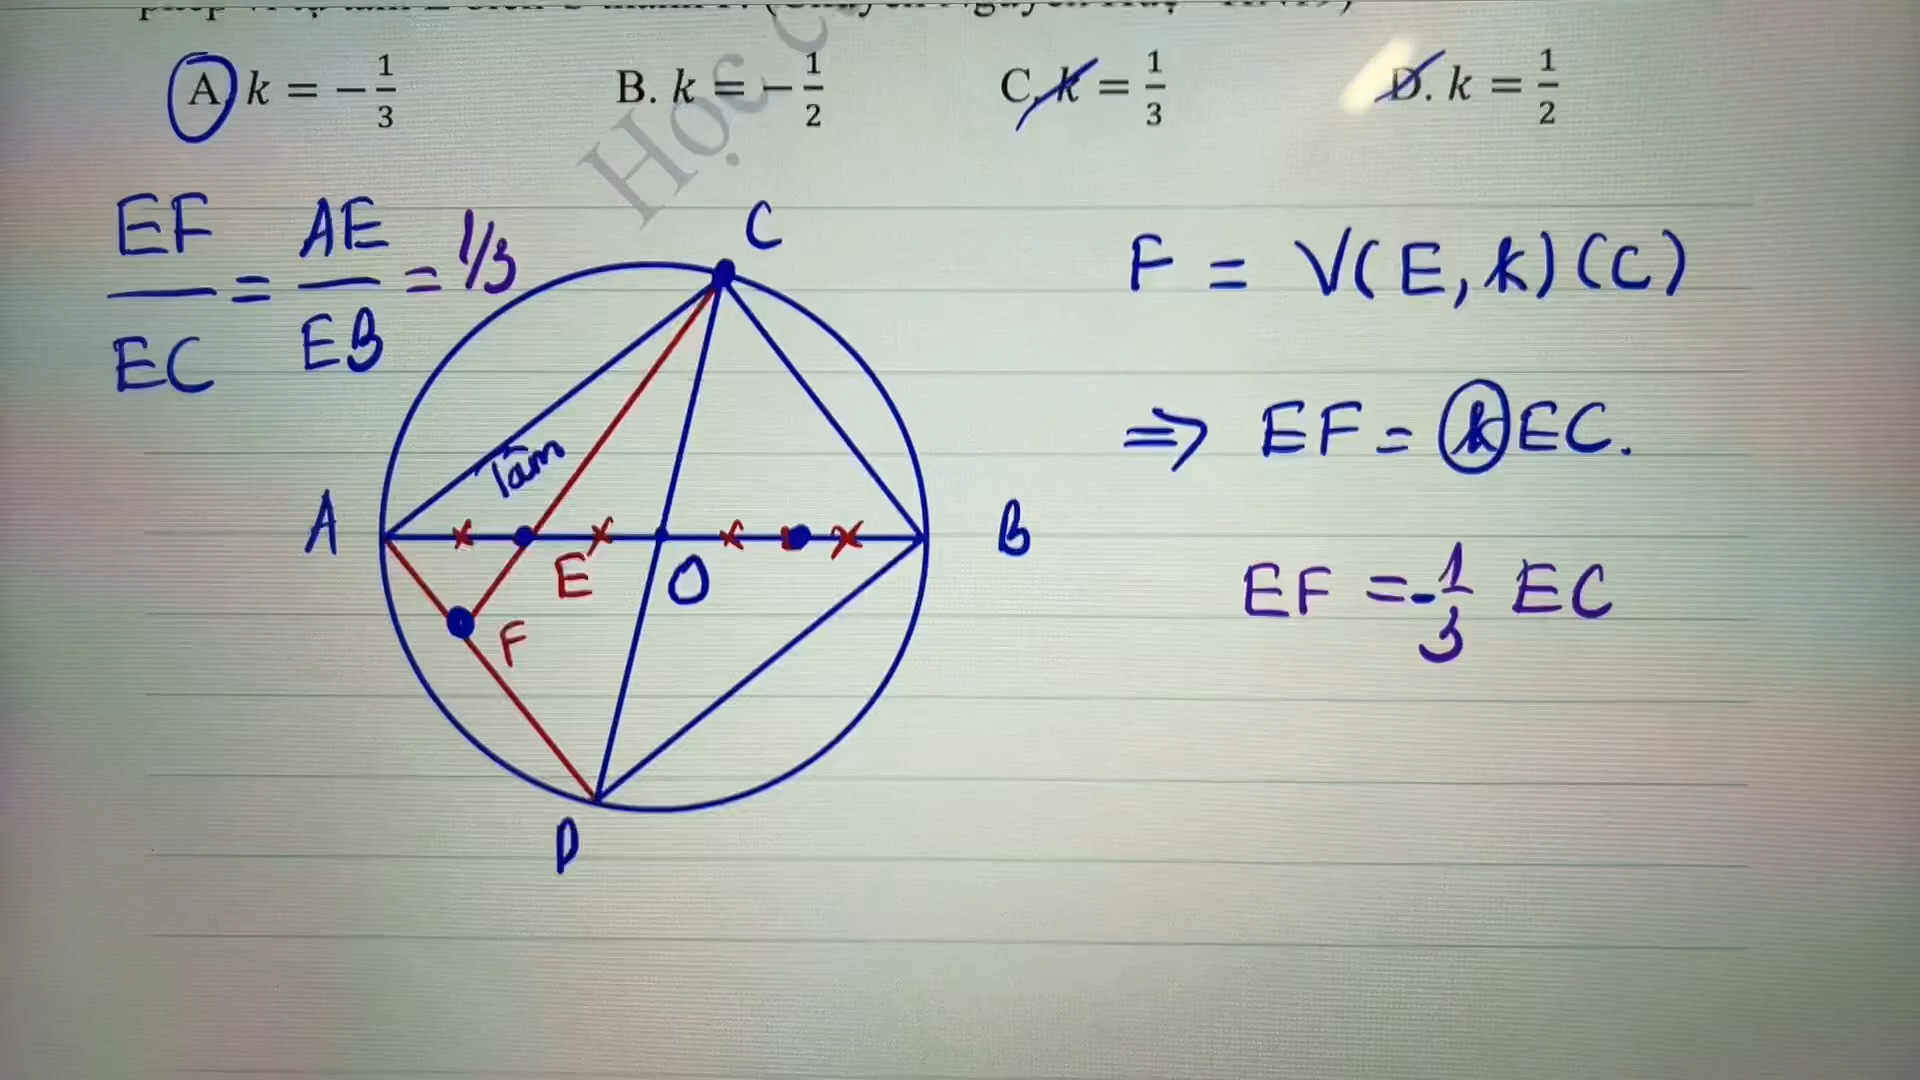 A. k = −1/3 B. k = −1/2 C. k = 1/3 D. k = 1/2
Học
EF/EC = AE/EB = 1/3
C
F = V(E, k)(C)
⇒ EF = k EC.
Tâm
A E O B
F
EF = -1/3 EC
D